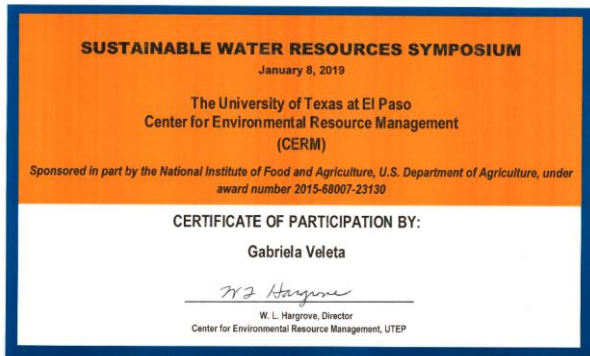 SUSTAINABLE WATER RESOURCES SYMPOSIUM
January 8, 2019
The University of Texas at El Paso
Center for Environmental Resource Management
(CERM)
Sponsored in part by the National Institute of Food and Agriculture, U.S. Department of Agriculture, under
award number 2015-68007-23130
CERTIFICATE OF PARTICIPATION BY:
Gabriela Veleta
W L Hargrove
W. L. Hargrove, Director
Center for Environmental Resource Management, UTEP